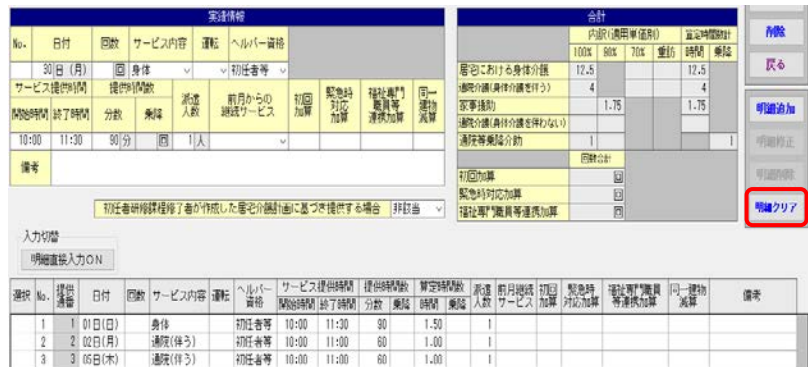 実績情報
No. 日付 回数 サービス内容 運転 ヘルパー資格
30日 (月) 回 身体 初任者等
サービス提供時間 提供時間数 派遣人数 前月からの継続サービス 初回加算 緊急時対応加算 福祉専門職員等連携加算 同一建物減算
開始時間 終了時間 分数 乗降
10:00 11:30 90分 回 1人
備考
初任者研修課程修了者が作成した居宅介護計画に基づき提供する場合 非該当
合計
内訳(適用単価別) 算定時間数計
100% 90% 70% 重訪 時間 乗降
居宅における身体介護 12.5 12.5
通院介護(身体介護を伴う) 4 4
家事援助 1.75 1.75
通院介護(身体介護を伴わない)
通院等乗降介助 1 1
回数合計
初回加算 回
緊急時対応加算 回
福祉専門職員等連携加算 回
削除
戻る
明細追加
明細修正
明細削除
明細クリア
入力切替
明細直接入力ON
選択 No. 提供通番 日付 回数 サービス内容 運転 ヘルパー資格 サービス提供時間 提供時間数 算定時間数 派遣人数 前月継続サービス 初回加算 緊急時対応加算 福祉専門職員等連携加算 同一建物減算 備考
開始時間 終了時間 分数 乗降 時間 乗降
1 1 01日(日) 身体 初任者等 10:00 11:30 90 1.50 1
2 2 02日(月) 通院(伴う) 初任者等 10:00 11:00 60 1.00 1
3 3 05日(木) 通院(伴う) 初任者等 10:00 11:00 60 1.00 1